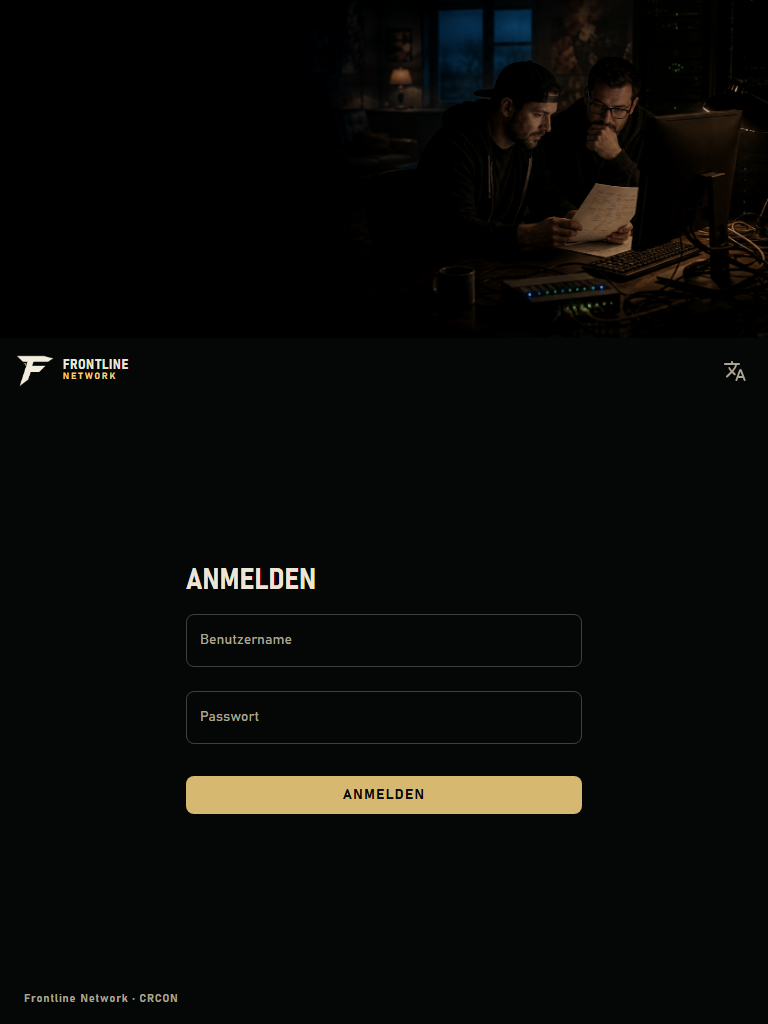 FRONTLINE
NETWORK
ANMELDEN
Benutzername
Passwort
ANMELDEN
Frontline Network · CRCON